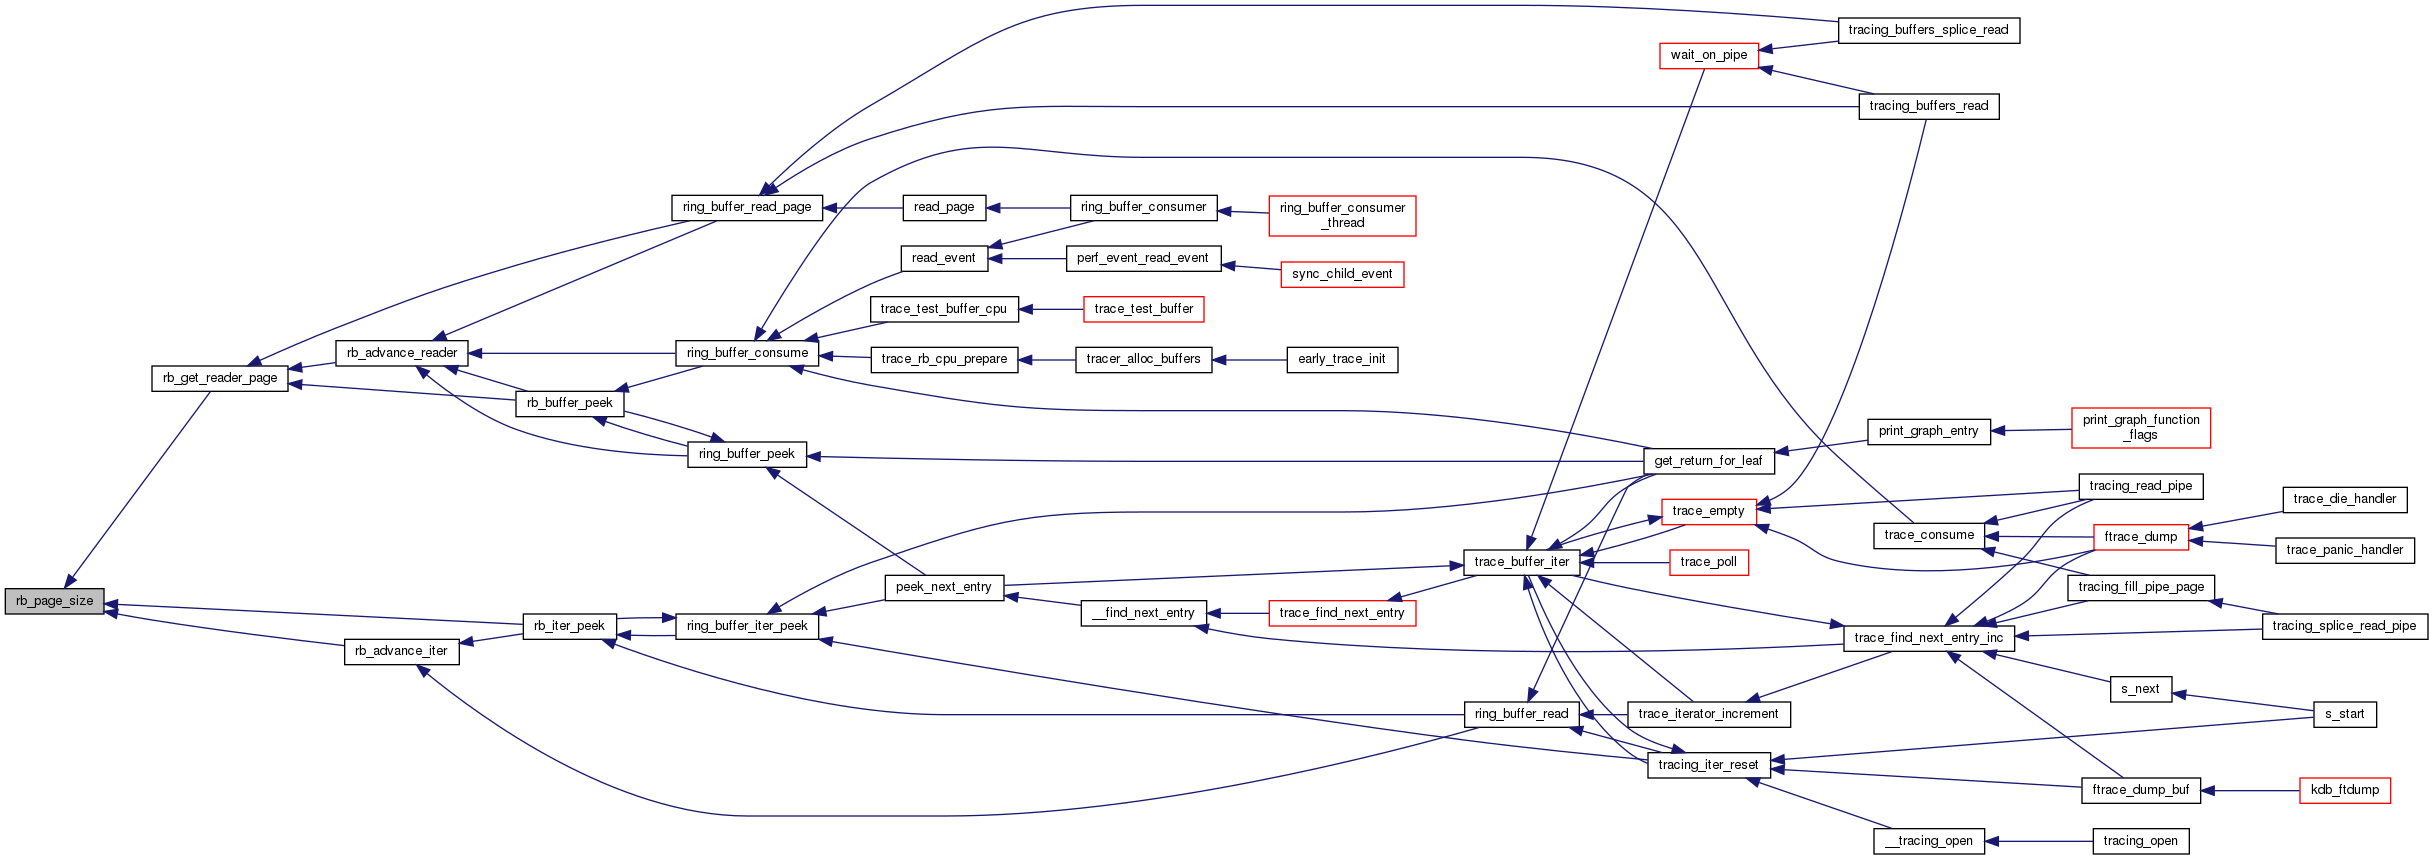 tracing_buffers_splice_read
wait_on_pipe
tracing_buffers_read
ring_buffer_read_page
read_page
ring_buffer_consumer
ring_buffer_consumer
_thread
read_event
perf_event_read_event
sync_child_event
trace_test_buffer_cpu
trace_test_buffer
rb_advance_reader
ring_buffer_consume
trace_rb_cpu_prepare
tracer_alloc_buffers
early_trace_init
rb_get_reader_page
rb_buffer_peek
print_graph_entry
print_graph_function
_flags
ring_buffer_peek
get_return_for_leaf
tracing_read_pipe
trace_die_handler
trace_empty
trace_consume
ftrace_dump
trace_panic_handler
trace_buffer_iter
trace_poll
peek_next_entry
tracing_fill_pipe_page
rb_page_size
__find_next_entry
trace_find_next_entry
rb_iter_peek
ring_buffer_iter_peek
tracing_splice_read_pipe
rb_advance_iter
trace_find_next_entry_inc
s_next
ring_buffer_read
trace_iterator_increment
s_start
tracing_iter_reset
ftrace_dump_buf
kdb_ftdump
__tracing_open
tracing_open